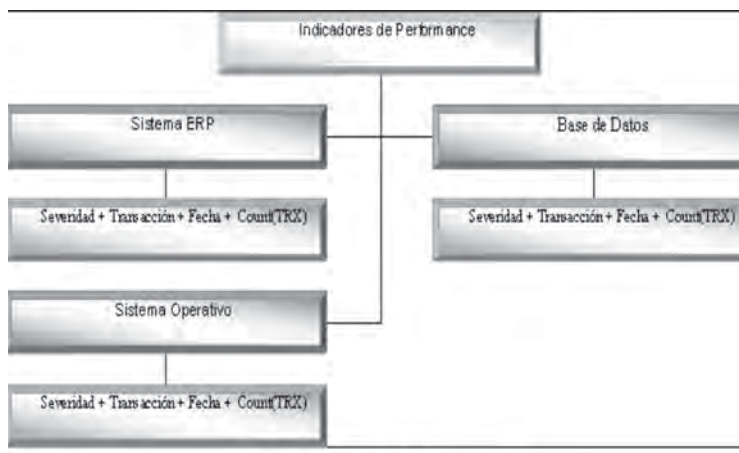 Indicadores de Performance
Sistema ERP
Base de Datos
Severidad + Transacción + Fecha + Count(TRX)
Severidad + Transacción + Fecha + Count(TRX)
Sistema Operativo
Severidad + Transacción + Fecha + Count(TRX)